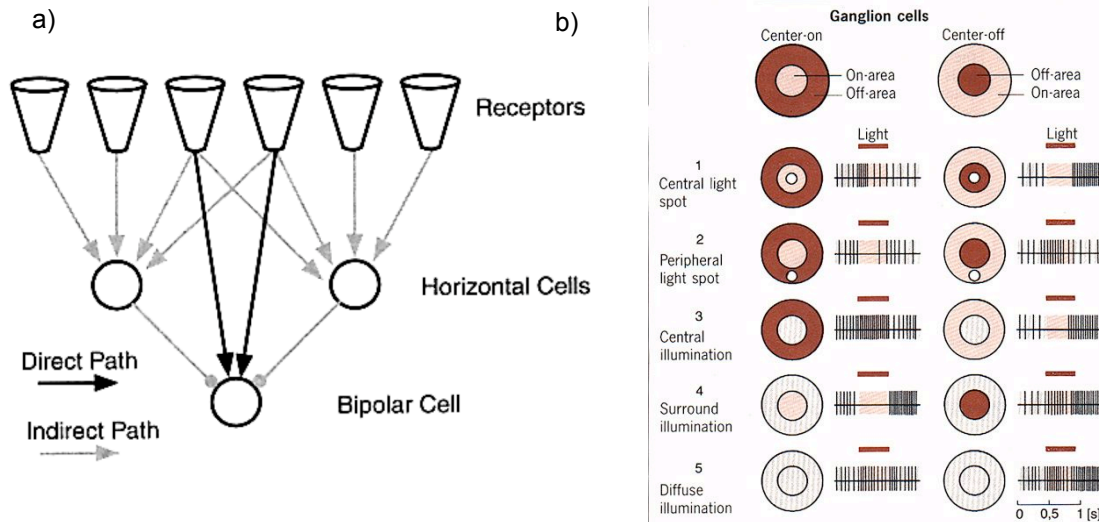 a)
Receptors
Horizontal Cells
Direct Path
Bipolar Cell
Indirect Path
b)
Ganglion cells
Center-on
Center-off
On-area
Off-area
Off-area
On-area
Light
Light
1
Central light
spot
2
Peripheral
light spot
3
Central
illumination
4
Surround
illumination
5
Diffuse
illumination
0 0,5 1 [s]